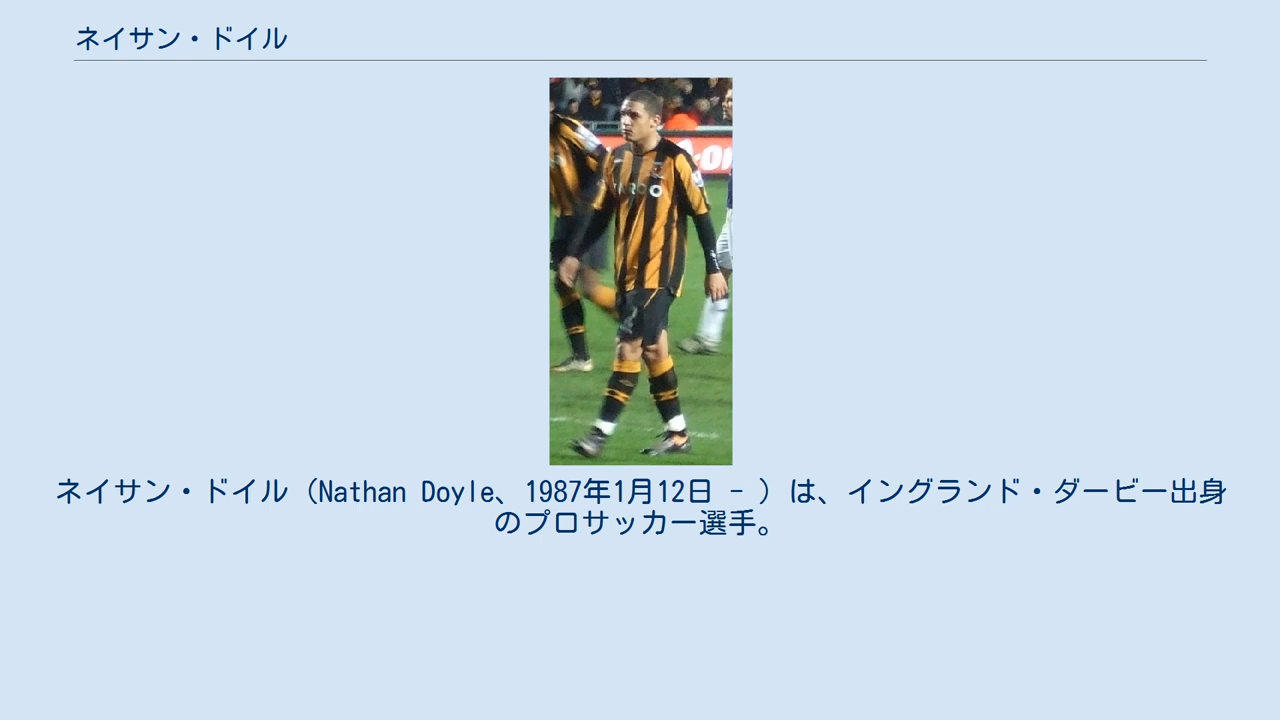 ネイサン・ドイル
ネイサン・ドイル（Nathan Doyle、1987年1月12日 - ）は、イングランド・ダービー出身
のプロサッカー選手。